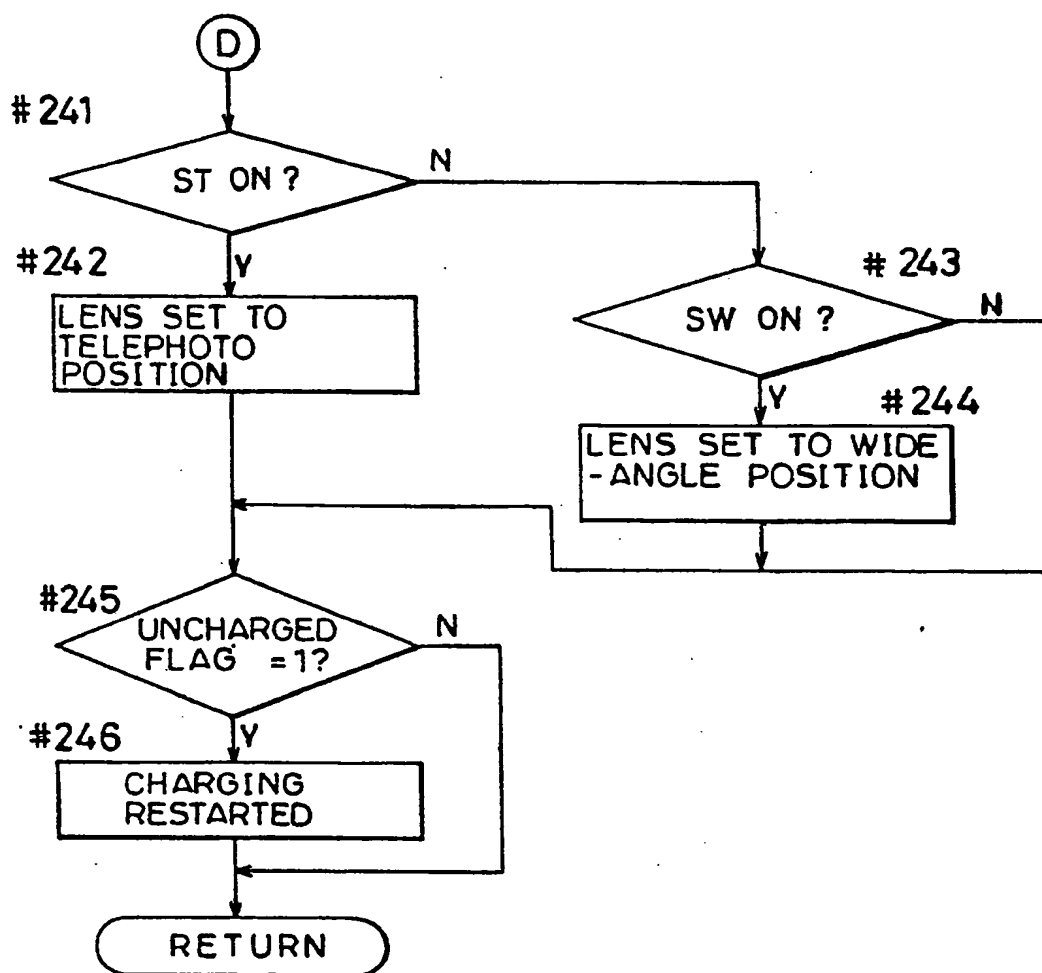 D
#241
ST ON ?
N
#242
Y
LENS SET TO
TELEPHOTO
POSITION
#243
SW ON ?
N
Y
#244
LENS SET TO WIDE
-ANGLE POSITION
#245
UNCHARGED
FLAG =1?
N
#246
Y
CHARGING
RESTARTED
RETURN